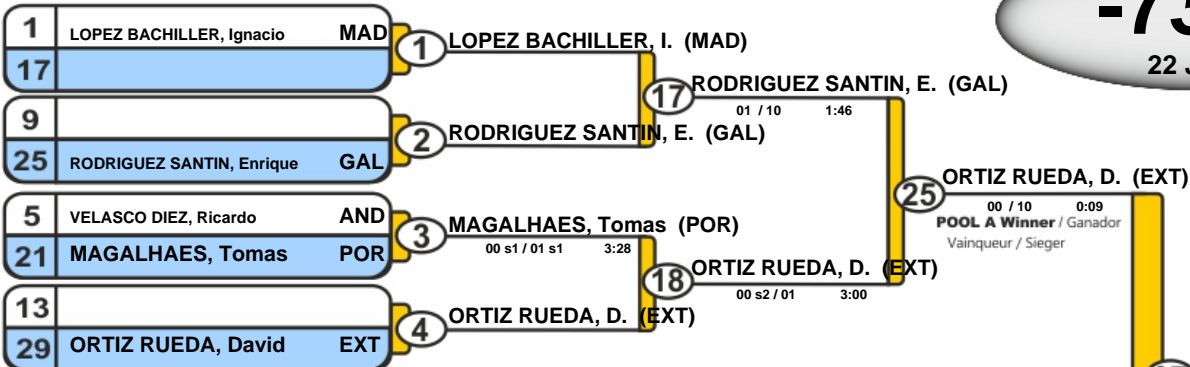 -7
22
1 LOPEZ BACHILLER, Ignacio MAD
17
1
LOPEZ BACHILLER, I. (MAD)
9
25 RODRIGUEZ SANTIN, Enrique GAL
2
RODRIGUEZ SANTIN, E. (GAL)
17
RODRIGUEZ SANTIN, E. (GAL)
01 / 10 1:46
5 VELASCO DIEZ, Ricardo AND
21 MAGALHAES, Tomas POR
3
MAGALHAES, Tomas (POR)
00 s1 / 01 s1 3:28
13
29 ORTIZ RUEDA, David EXT
4
ORTIZ RUEDA, D. (EXT)
18
ORTIZ RUEDA, D. (EXT)
00 s2 / 01 3:00
25
ORTIZ RUEDA, D. (EXT)
00 / 10 0:09
POOL A Winner / Ganador
Vainqueur / Sieger